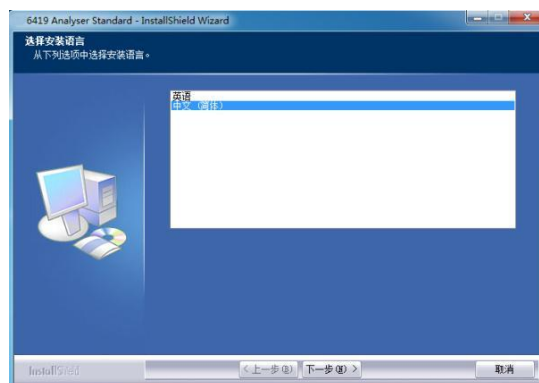 6419 Analyser Standard - InstallShield Wizard
选择安装语言
从下列选项中选择安装语言。
英语
中文 (简体)
InstallShield
< 上一步(B) 下一步(N) > 取消